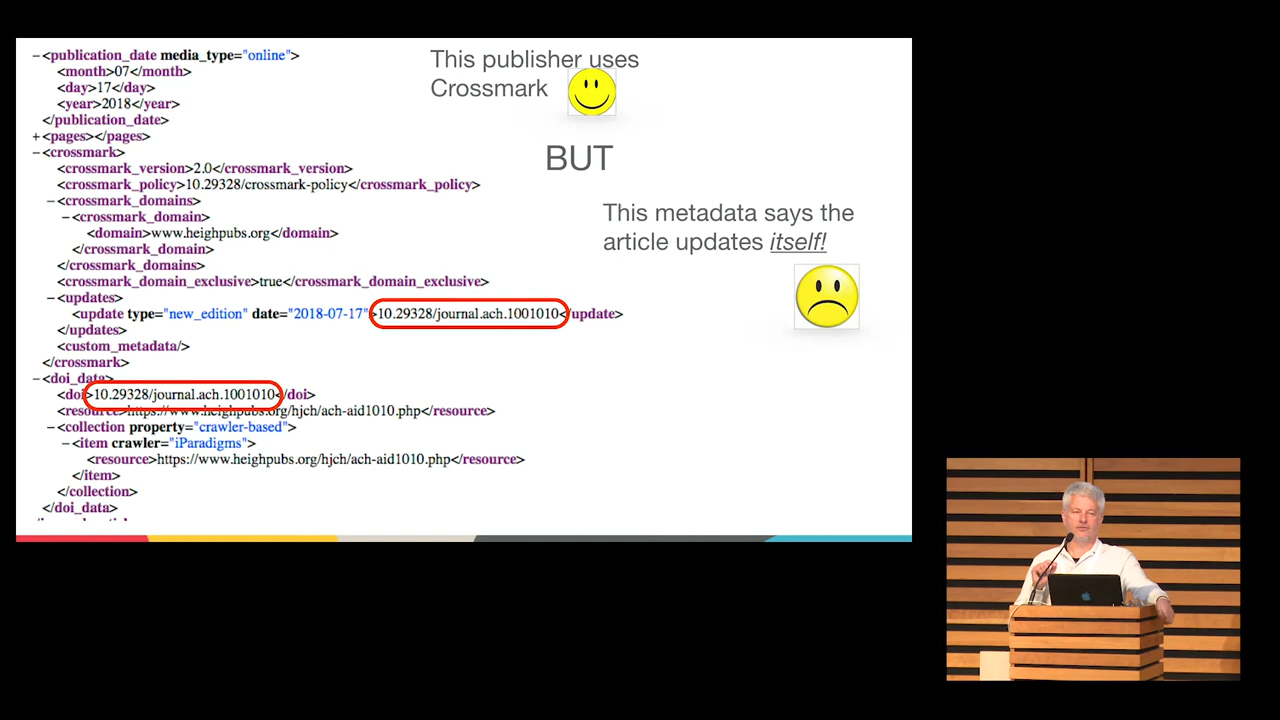 −<publication_date media_type="online">
<month>07</month>
<day>17</day>
<year>2018</year>
</publication_date>
+<pages></pages>
−<crossmark>
<crossmark_version>2.0</crossmark_version>
<crossmark_policy>10.29328/crossmark-policy</crossmark_policy>
−<crossmark_domains>
−<crossmark_domain>
<domain>www.heighpubs.org</domain>
</crossmark_domain>
</crossmark_domains>
<crossmark_domain_exclusive>true</crossmark_domain_exclusive>
−<updates>
<update type="new_edition" date="2018-07-17">10.29328/journal.ach.1001010</update>
</updates>
<custom_metadata/>
</crossmark>
−<doi_data>
<doi>10.29328/journal.ach.1001010</doi>
<resource>https://www.heighpubs.org/hjch/ach-aid1010.php</resource>
−<collection property="crawler-based">
−<item crawler="iParadigms">
<resource>https://www.heighpubs.org/hjch/ach-aid1010.php</resource>
</item>
</collection>
</doi_data>
This publisher uses
Crossmark
BUT
This metadata says the
article updates itself!